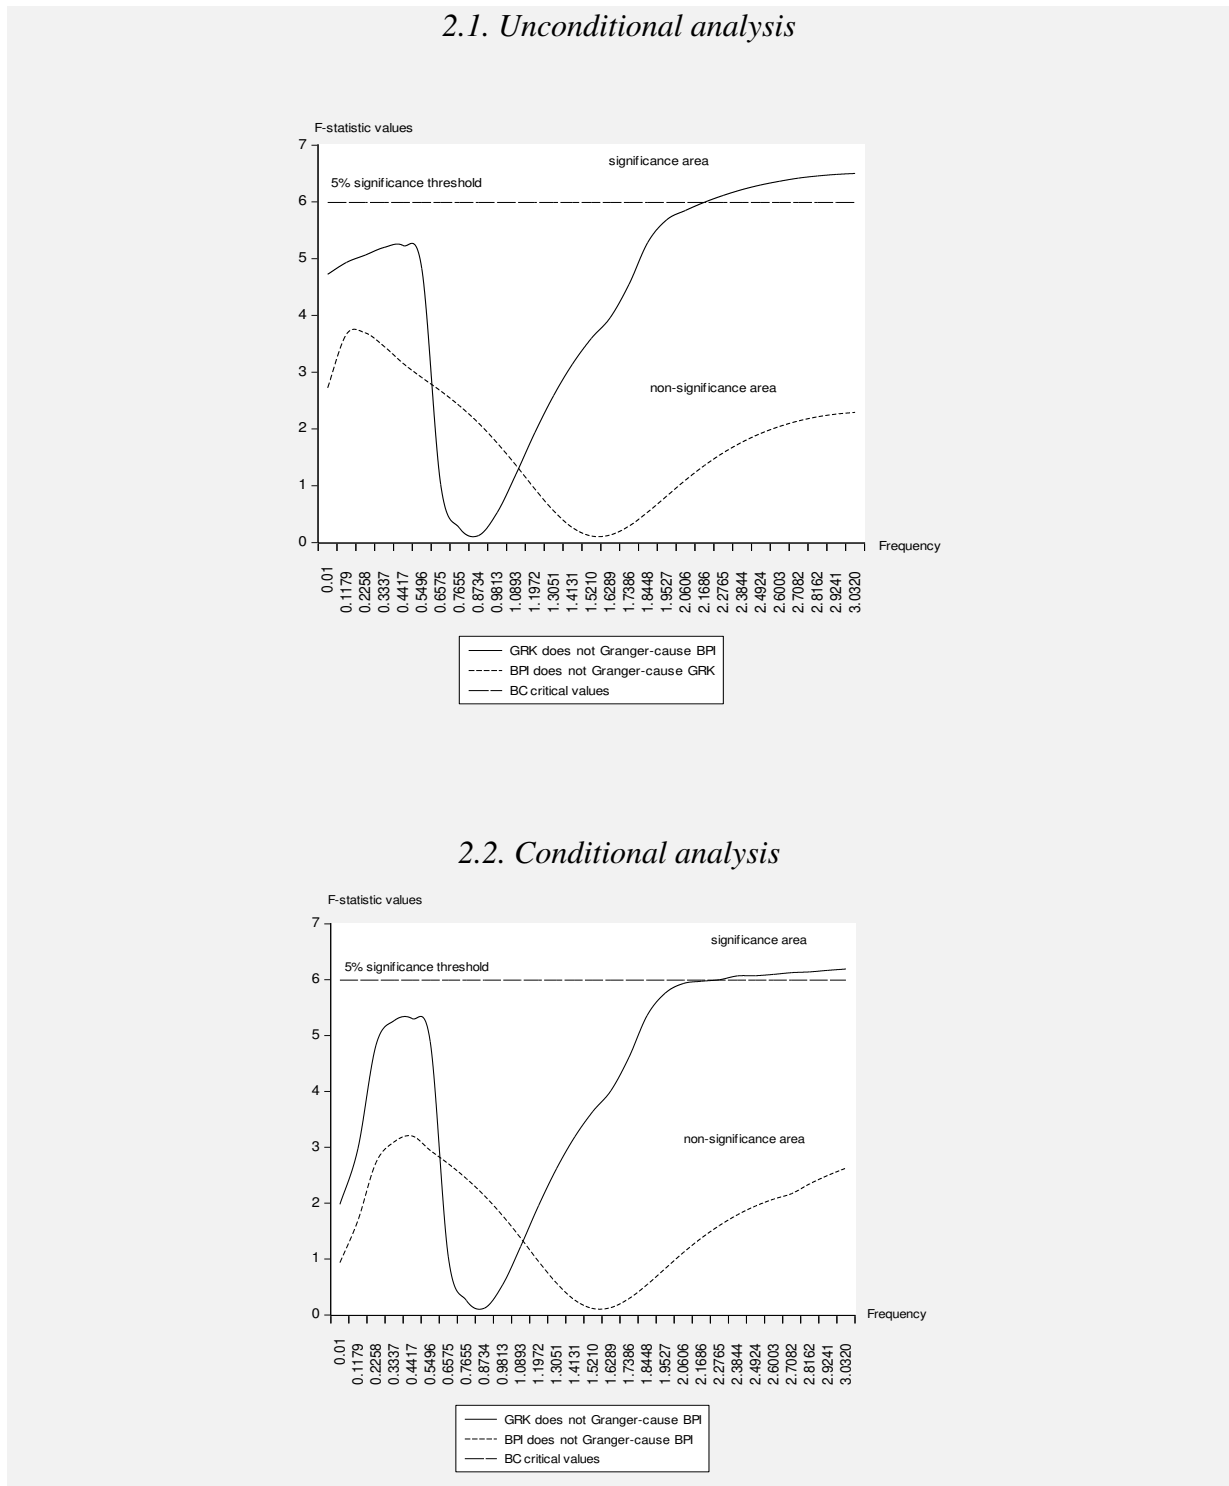 2.1. Unconditional analysis
F-statistic values
7
significance area
5% significance threshold
6
5
4
3
non-significance area
2
1
0
Frequency
0.01 0.1179 0.2258 0.3337 0.4417 0.5496 0.6575 0.7655 0.8734 0.9813 1.0893 1.1972 1.3051 1.4131 1.5210 1.6289 1.7386 1.8448 1.9527 2.0606 2.1686 2.2765 2.3844 2.4924 2.6003 2.7082 2.8162 2.9241 3.0320
GRK does not Granger-cause BPI
BPI does not Granger-cause GRK
BC critical values
2.2. Conditional analysis
F-statistic values
7
significance area
5% significance threshold
6
5
4
non-significance area
3
2
1
0
Frequency
0.01 0.1179 0.2258 0.3337 0.4417 0.5496 0.6575 0.7655 0.8734 0.9813 1.0893 1.1972 1.3051 1.4131 1.5210 1.6289 1.7386 1.8448 1.9527 2.0606 2.1686 2.2765 2.3844 2.4924 2.6003 2.7082 2.8162 2.9241 3.0320
GRK does not Granger-cause BPI
BPI does not Granger-cause BPI
BC critical values